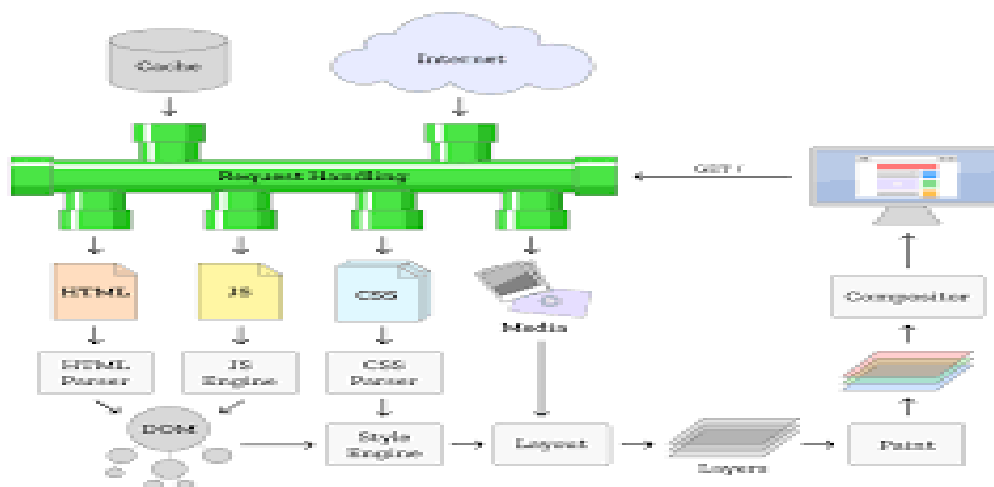 Cache
Internet
Request Handling
GET /
HTML
JS
CSS
Media
Compositor
HTML
Parser
JS
Engine
CSS
Parser
DOM
Style
Engine
Layout
Layers
Paint